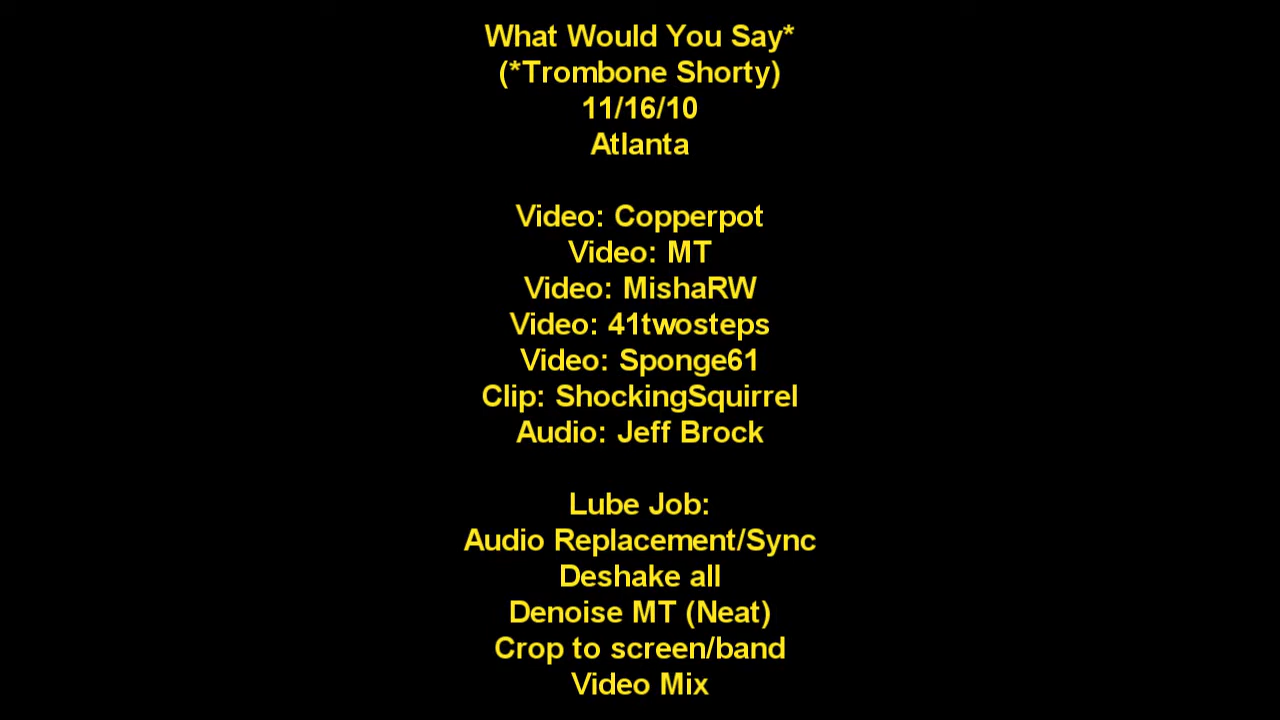 What Would You Say*
(*Trombone Shorty)
11/16/10
Atlanta
Video: Copperpot
Video: MT
Video: MishaRW
Video: 41twosteps
Video: Sponge61
Clip: ShockingSquirrel
Audio: Jeff Brock
Lube Job:
Audio Replacement/Sync
Deshake all
Denoise MT (Neat)
Crop to screen/band
Video Mix